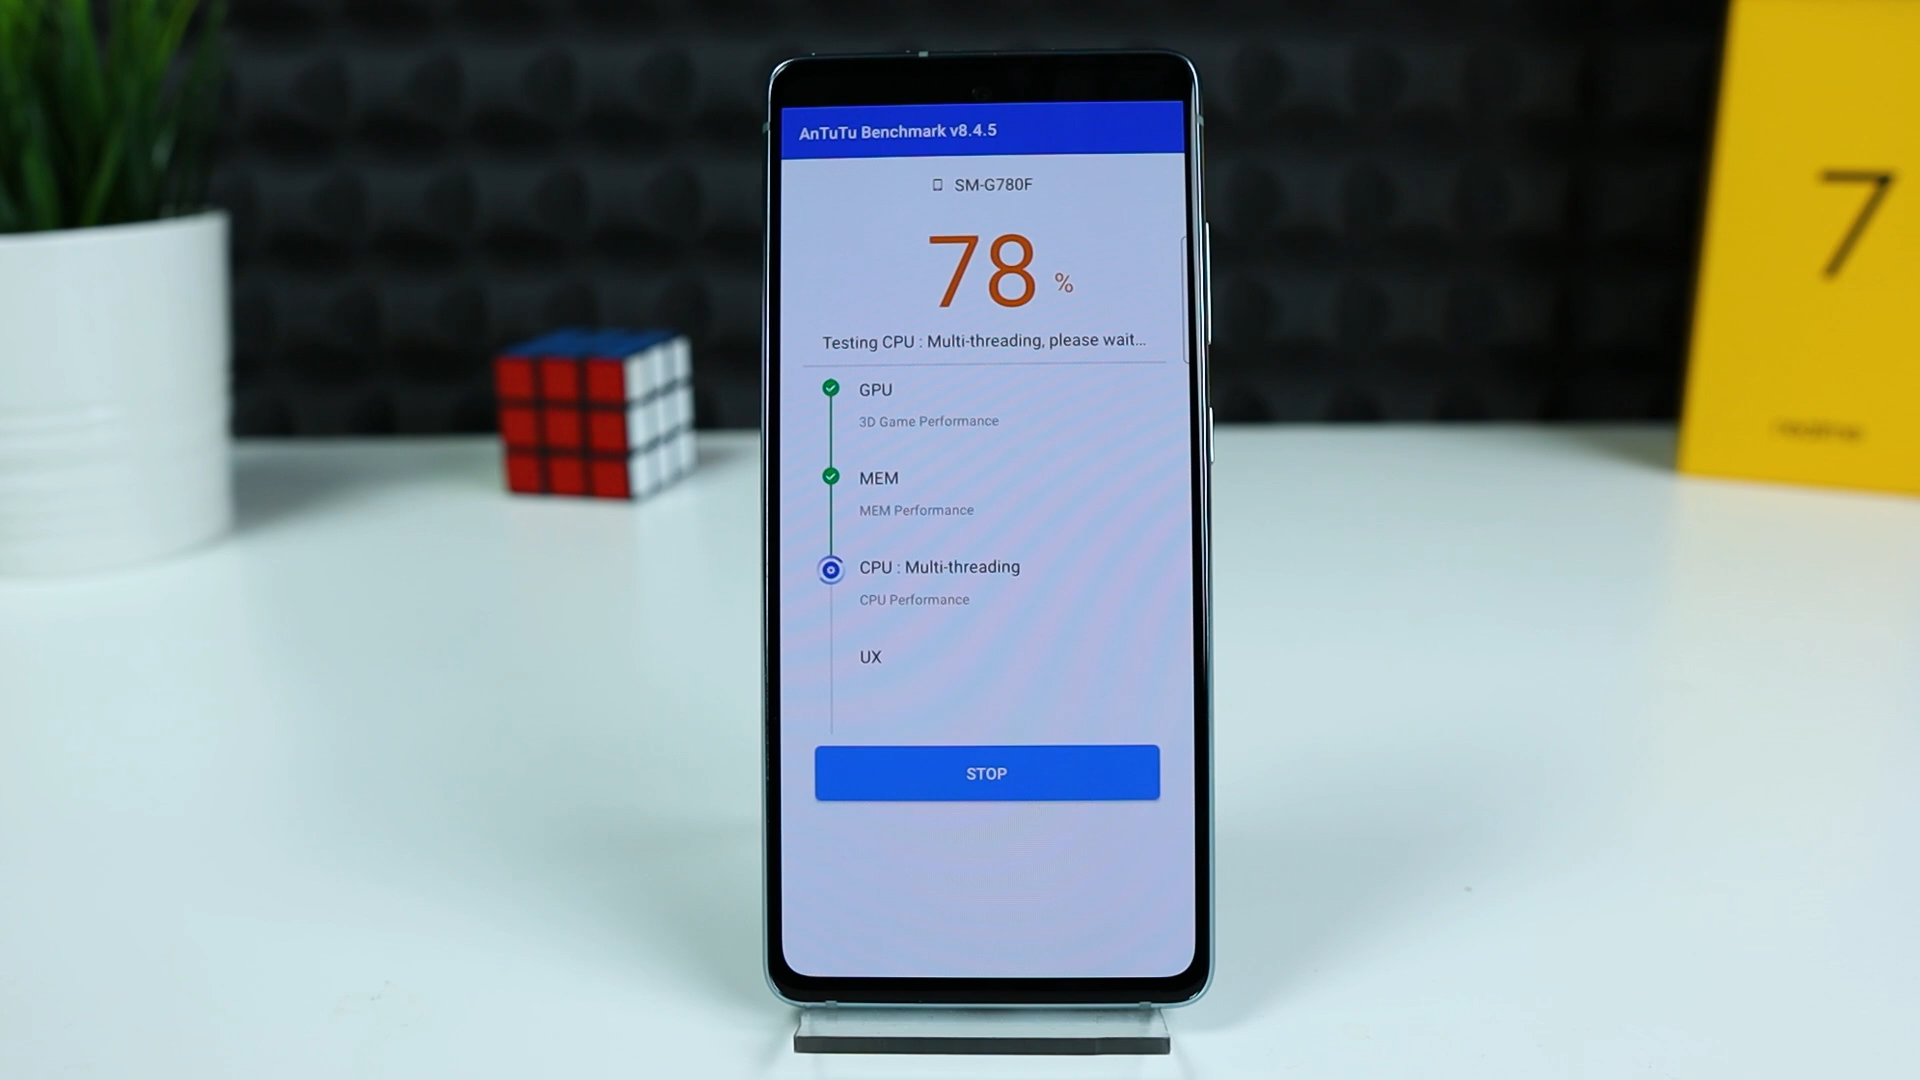 AnTuTu Benchmark v8.4.5
SM-G780F
78 %
Testing CPU : Multi-threading, please wait...
GPU
3D Game Performance
MEM
MEM Performance
CPU : Multi-threading
CPU Performance
UX
STOP
7
realme